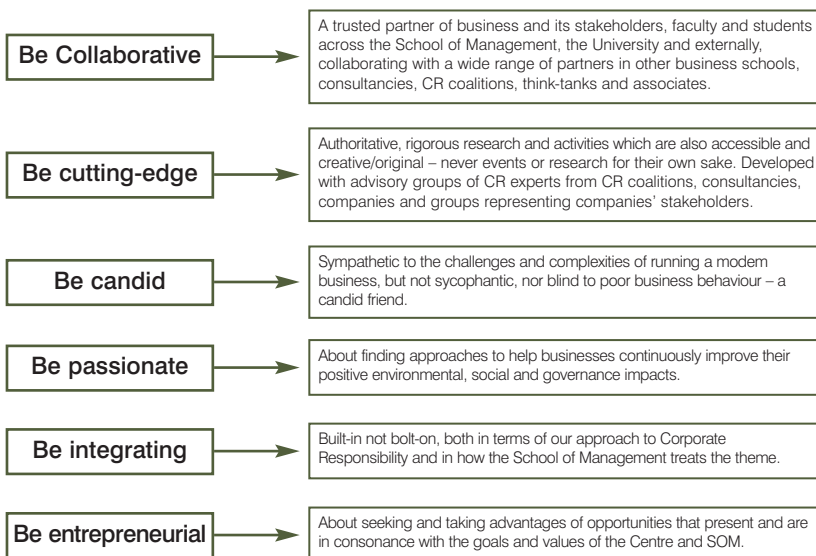 Be Collaborative
A trusted partner of business and its stakeholders, faculty and students
across the School of Management, the University and externally,
collaborating with a wide range of partners in other business schools,
consultancies, CR coalitions, think-tanks and associates.
Be cutting-edge
Authoritative, rigorous research and activities which are also accessible and
creative/original – never events or research for their own sake. Developed
with advisory groups of CR experts from CR coalitions, consultancies,
companies and groups representing companies’ stakeholders.
Be candid
Sympathetic to the challenges and complexities of running a modern
business, but not sycophantic, nor blind to poor business behaviour – a
candid friend.
Be passionate
About finding approaches to help businesses continuously improve their
positive environmental, social and governance impacts.
Be integrating
Built-in not bolt-on, both in terms of our approach to Corporate
Responsibility and in how the School of Management treats the theme.
Be entrepreneurial
About seeking and taking advantages of opportunities that present and are
in consonance with the goals and values of the Centre and SOM.